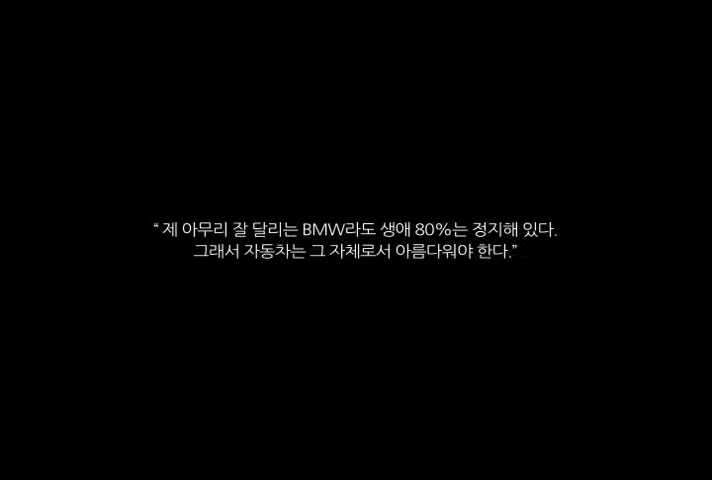 “ 제 아무리 잘 달리는 BMW라도 생애 80%는 정지해 있다.
그래서 자동차는 그 자체로서 아름다워야 한다.”